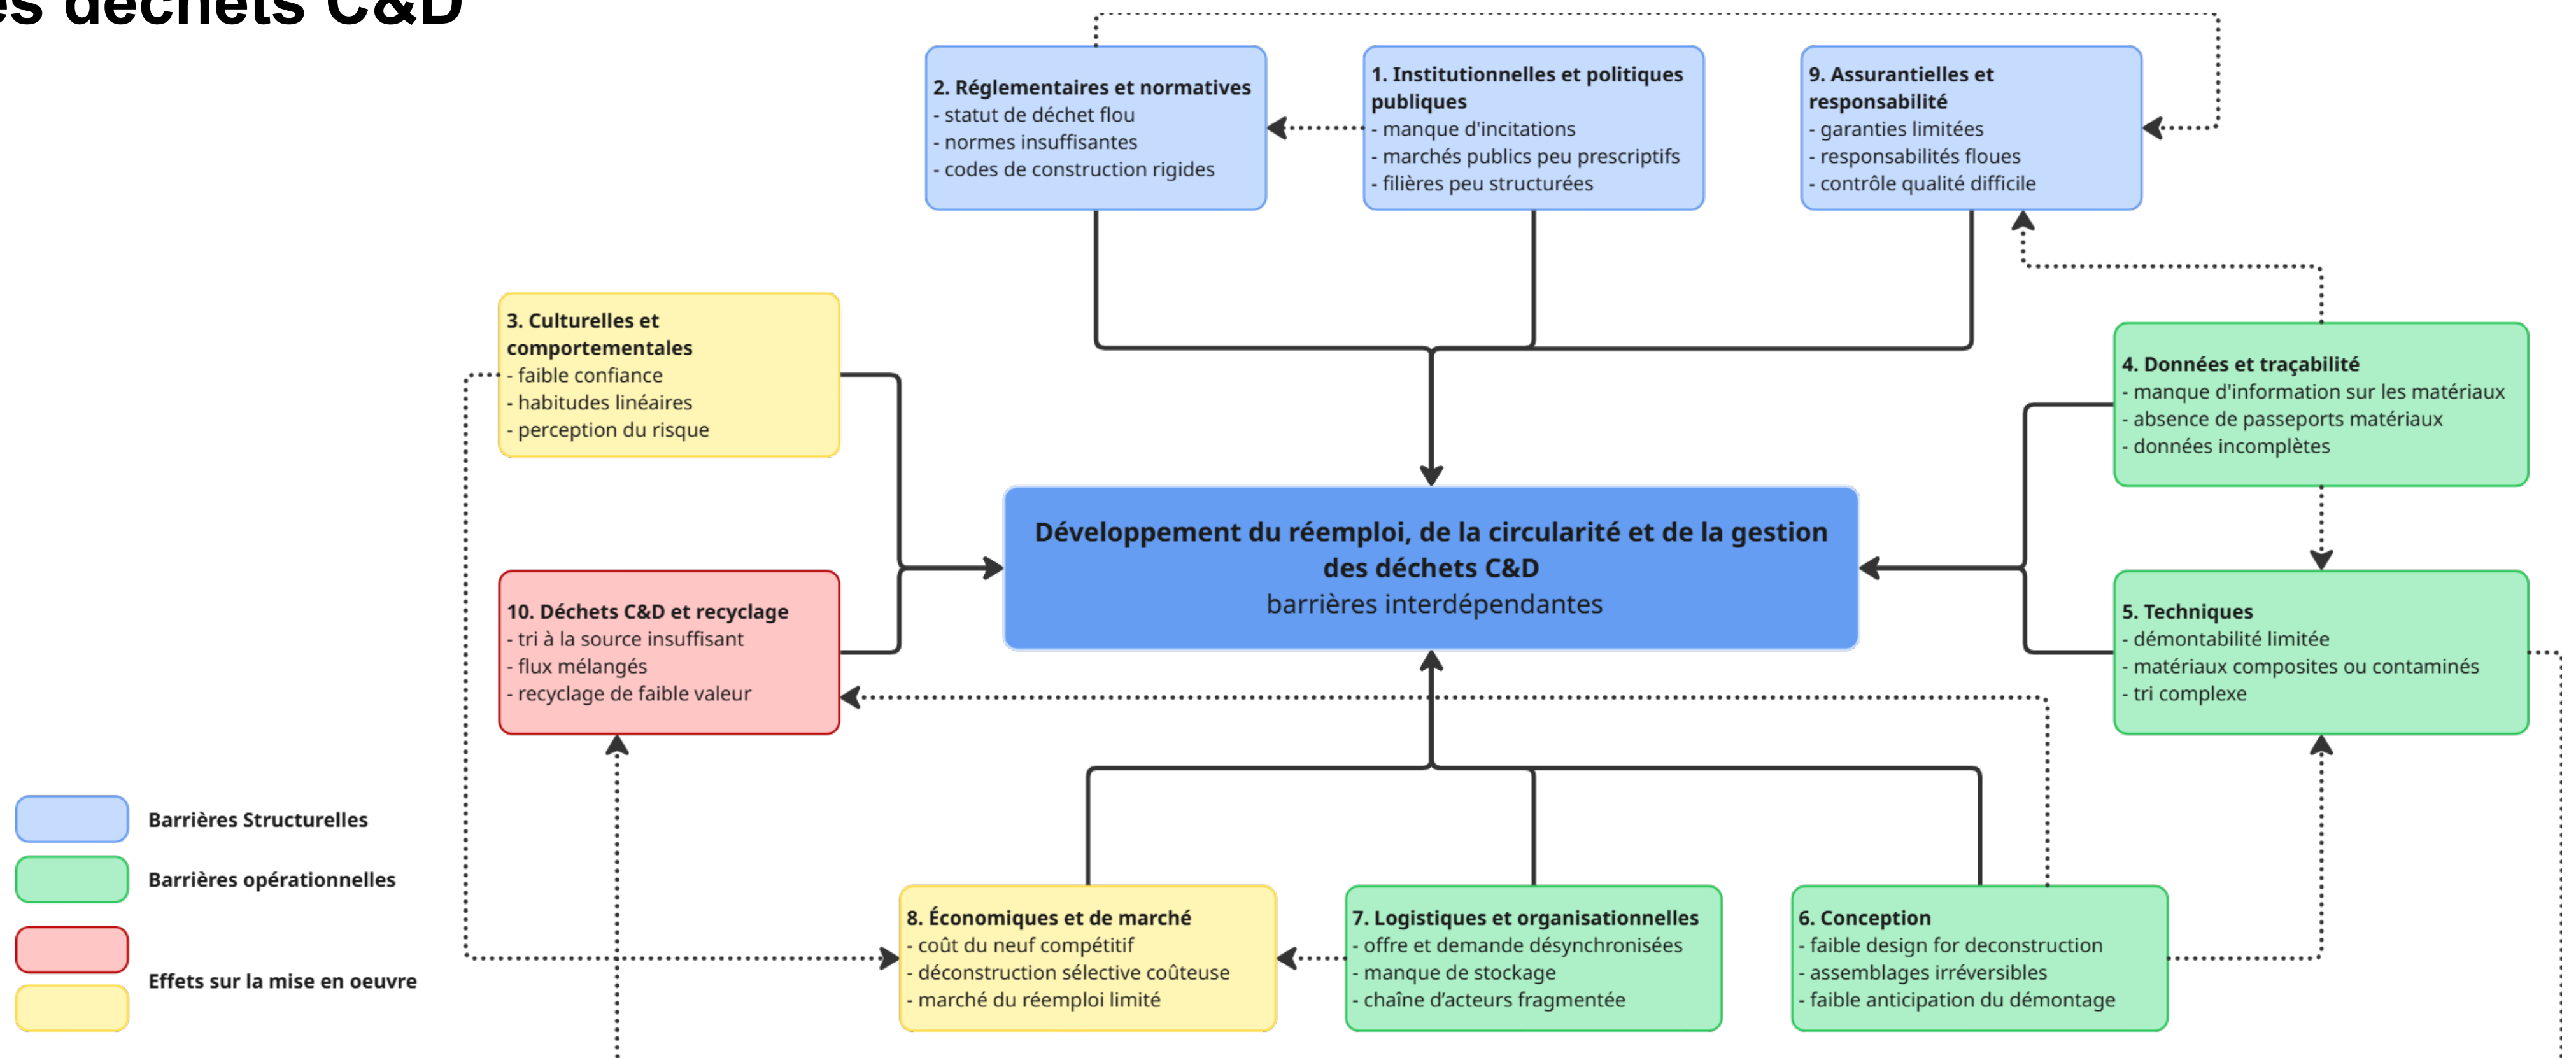 es déchets C&D
2. Réglementaires et normatives
- statut de déchet flou
- normes insuffisantes
- codes de construction rigides
1. Institutionnelles et politiques
publiques
- manque d'incitations
- marchés publics peu prescriptifs
- filières peu structurées
9. Assurantielles et
responsabilité
- garanties limitées
- responsabilités floues
- contrôle qualité difficile
3. Culturelles et
comportementales
- faible confiance
- habitudes linéaires
- perception du risque
4. Données et traçabilité
- manque d'information sur les matériaux
- absence de passeports matériaux
- données incomplètes
Développement du réemploi, de la circularité et de la gestion
des déchets C&D
barrières interdépendantes
10. Déchets C&D et recyclage
- tri à la source insuffisant
- flux mélangés
- recyclage de faible valeur
5. Techniques
- démontabilité limitée
- matériaux composites ou contaminés
- tri complexe
Barrières Structurelles
Barrières opérationnelles
Effets sur la mise en oeuvre
8. Économiques et de marché
- coût du neuf compétitif
- déconstruction sélective coûteuse
- marché du réemploi limité
7. Logistiques et organisationnelles
- offre et demande désynchronisées
- manque de stockage
- chaîne d’acteurs fragmentée
6. Conception
- faible design for deconstruction
- assemblages irréversibles
- faible anticipation du démontage